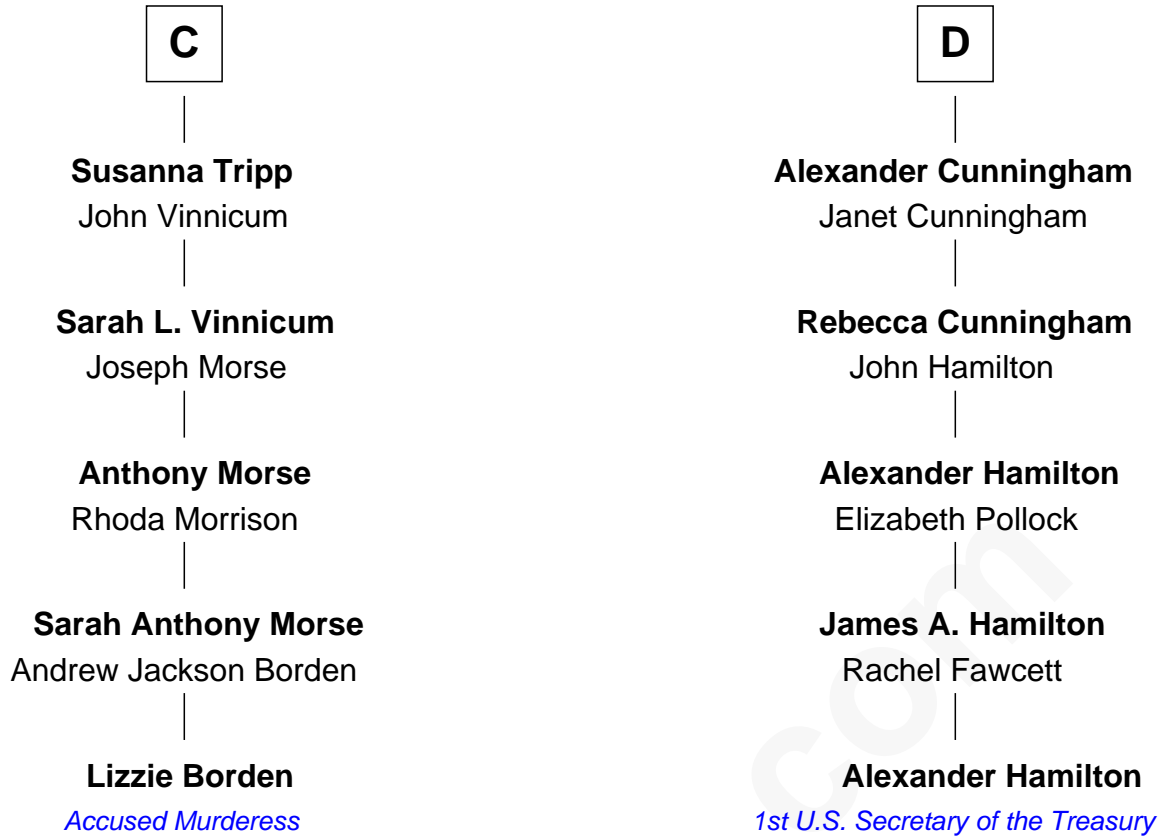 C
Susanna Tripp
John Vinnicum
Sarah L. Vinnicum
Joseph Morse
Anthony Morse
Rhoda Morrison
Sarah Anthony Morse
Andrew Jackson Borden
Lizzie Borden
Accused Murderess
D
Alexander Cunningham
Janet Cunningham
Rebecca Cunningham
John Hamilton
Alexander Hamilton
Elizabeth Pollock
James A. Hamilton
Rachel Fawcett
Alexander Hamilton
1st U.S. Secretary of the Treasury
com